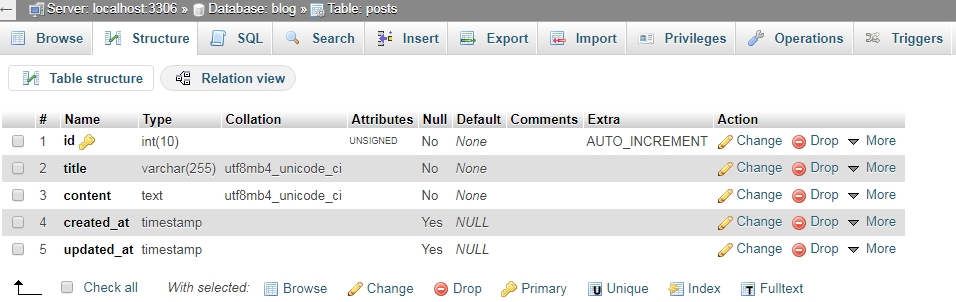 Server: localhost:3306 » Database: blog » Table: posts
Browse Structure SQL Search Insert Export Import Privileges Operations Triggers
Table structure Relation view
# Name Type Collation Attributes Null Default Comments Extra Action
1 id int(10) UNSIGNED No None AUTO_INCREMENT Change Drop More
2 title varchar(255) utf8mb4_unicode_ci No None Change Drop More
3 content text utf8mb4_unicode_ci No None Change Drop More
4 created_at timestamp Yes NULL Change Drop More
5 updated_at timestamp Yes NULL Change Drop More
Check all With selected: Browse Change Drop Primary Unique Index Fulltext